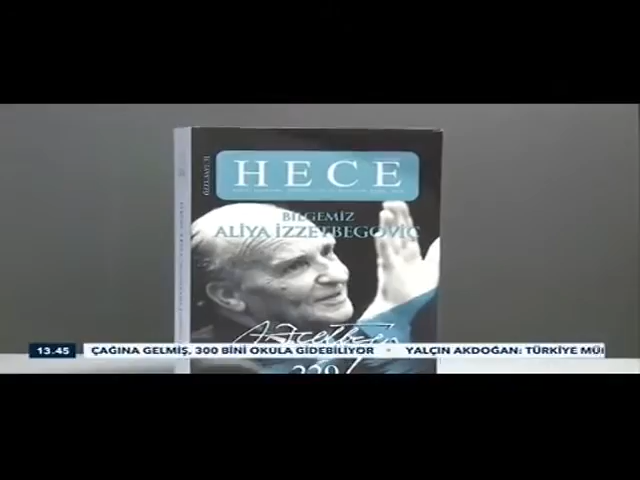 HECE
BİLGEMİZ
ALİYA İZZETBEGOVİÇ
229
13.45 ÇAĞINA GELMİŞ, 300 BİNİ OKULA GİDEBİLİYOR • YALÇIN AKDOĞAN: TÜRKİYE